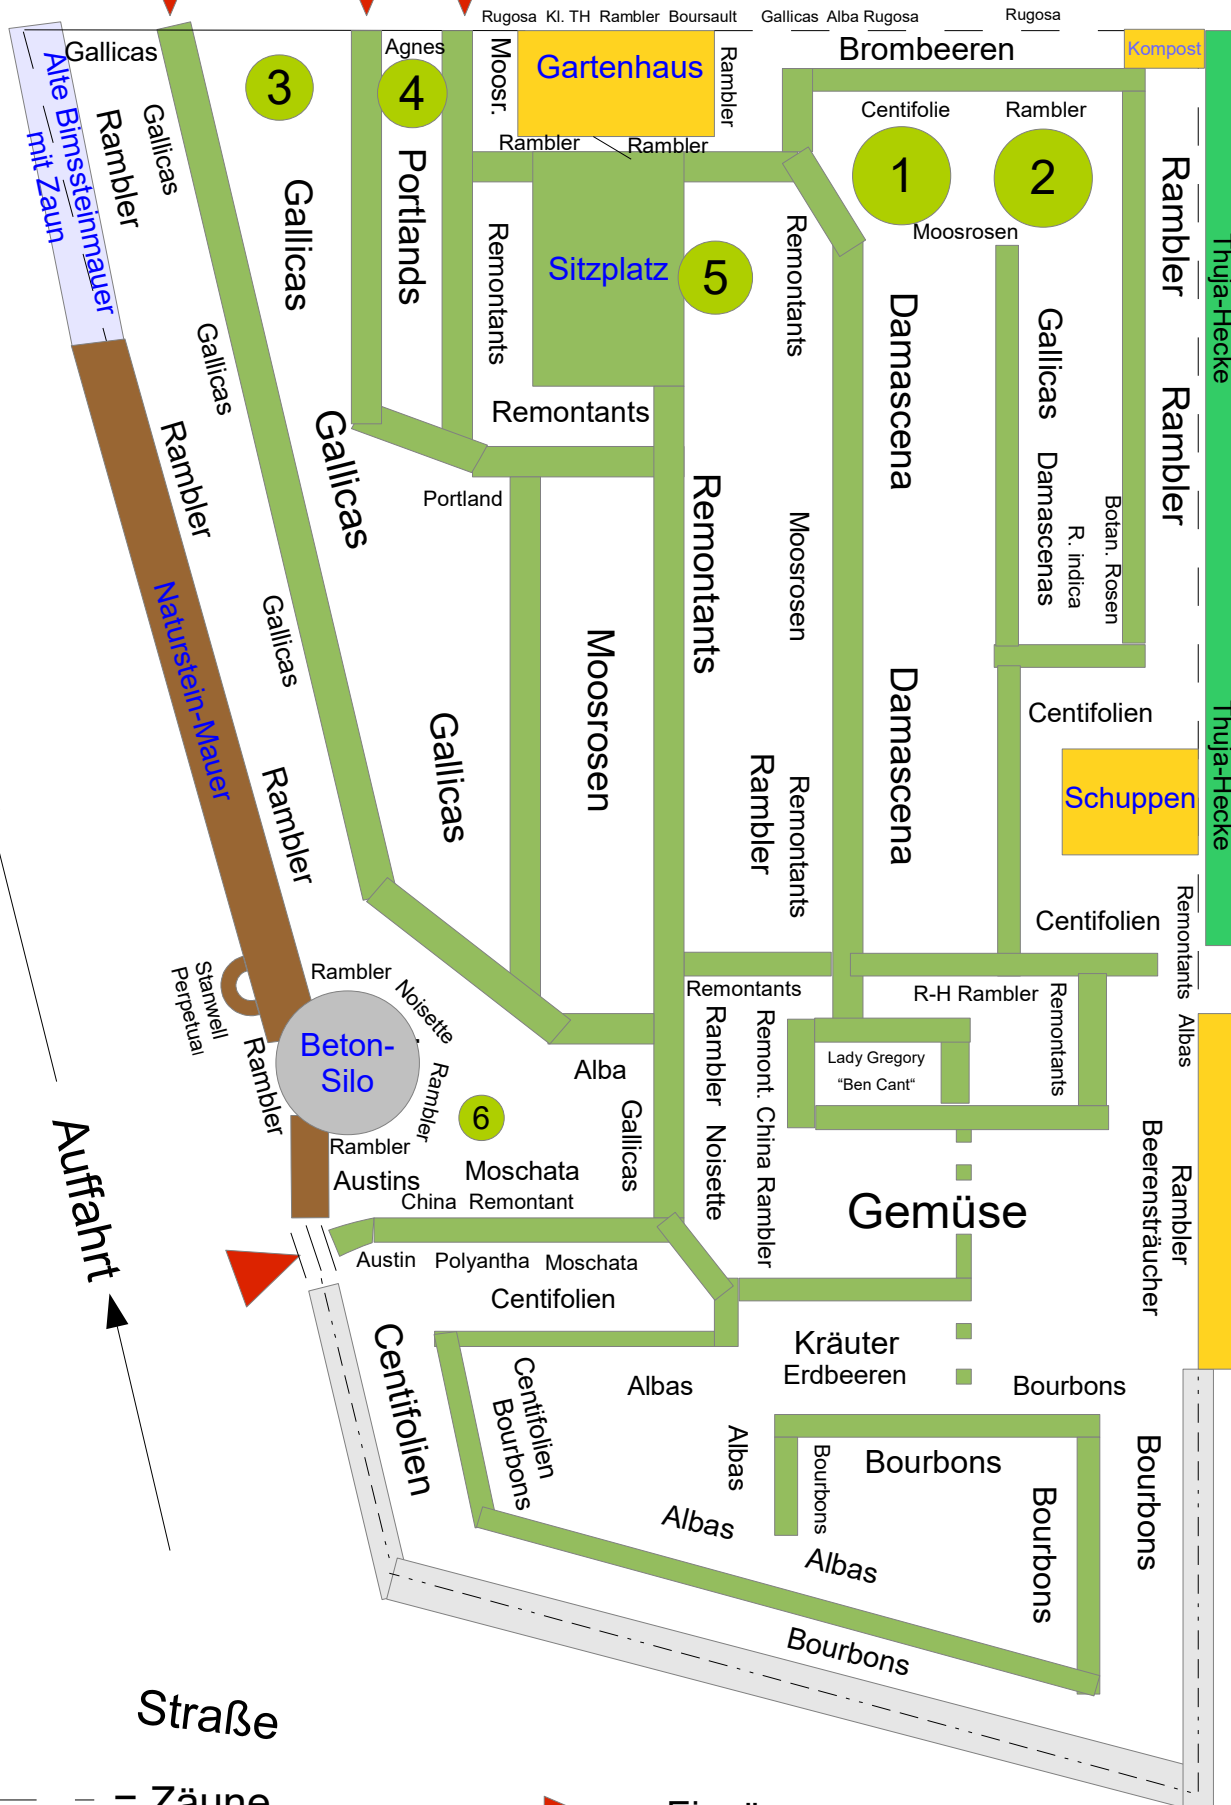 Rugosa Kl. TH Rambler Boursault Gallicas Alba Rugosa Rugosa
Gallicas
Agnes
Moosr.
Gartenhaus
Rambler
Brombeeren
Kompost
Alte Bimssteinmauer
mit Zaun
Rambler
Gallicas
3
4
Rambler
Rambler
Centifolie
Rambler
1
2
Moosrosen
Rambler
Thuja-Hecke
Gallicas
Portlands
Remontants
Sitzplatz
5
Remontants
Damascena
Gallicas
Rambler
Gallicas
Gallicas
Remontants
Rambler
Portland
Remontants
Moosrosen
Damascenas
R. indica
Botan. Rosen
Naturstein-Mauer
Gallicas
Gallicas
Moosrosen
Rambler
Remontants
Damascena
Centifolien
Schuppen
Thuja-Hecke
Rambler
Centifolien
Remontants
Stanwell
Perpetual
Rambler
Noisette
Remontants
R-H Rambler
Remontants
Albas
Beton-
Silo
Rambler
Rambler
6
Alba
Gallicas
Rambler Noisette
Remont. China Rambler
Lady Gregory
“Ben Cant“
Rambler
Austins
Moschata
China Remontant
Gemüse
Beerensträucher
Rambler
Auffahrt
Austin Polyantha Moschata
Centifolien
Centifolien
Kräuter
Erdbeeren
Centifolien
Bourbons
Albas
Bourbons
Albas
Bourbons
Bourbons
Bourbons
Bourbons
Albas
Albas
Bourbons
Straße
= Zäune